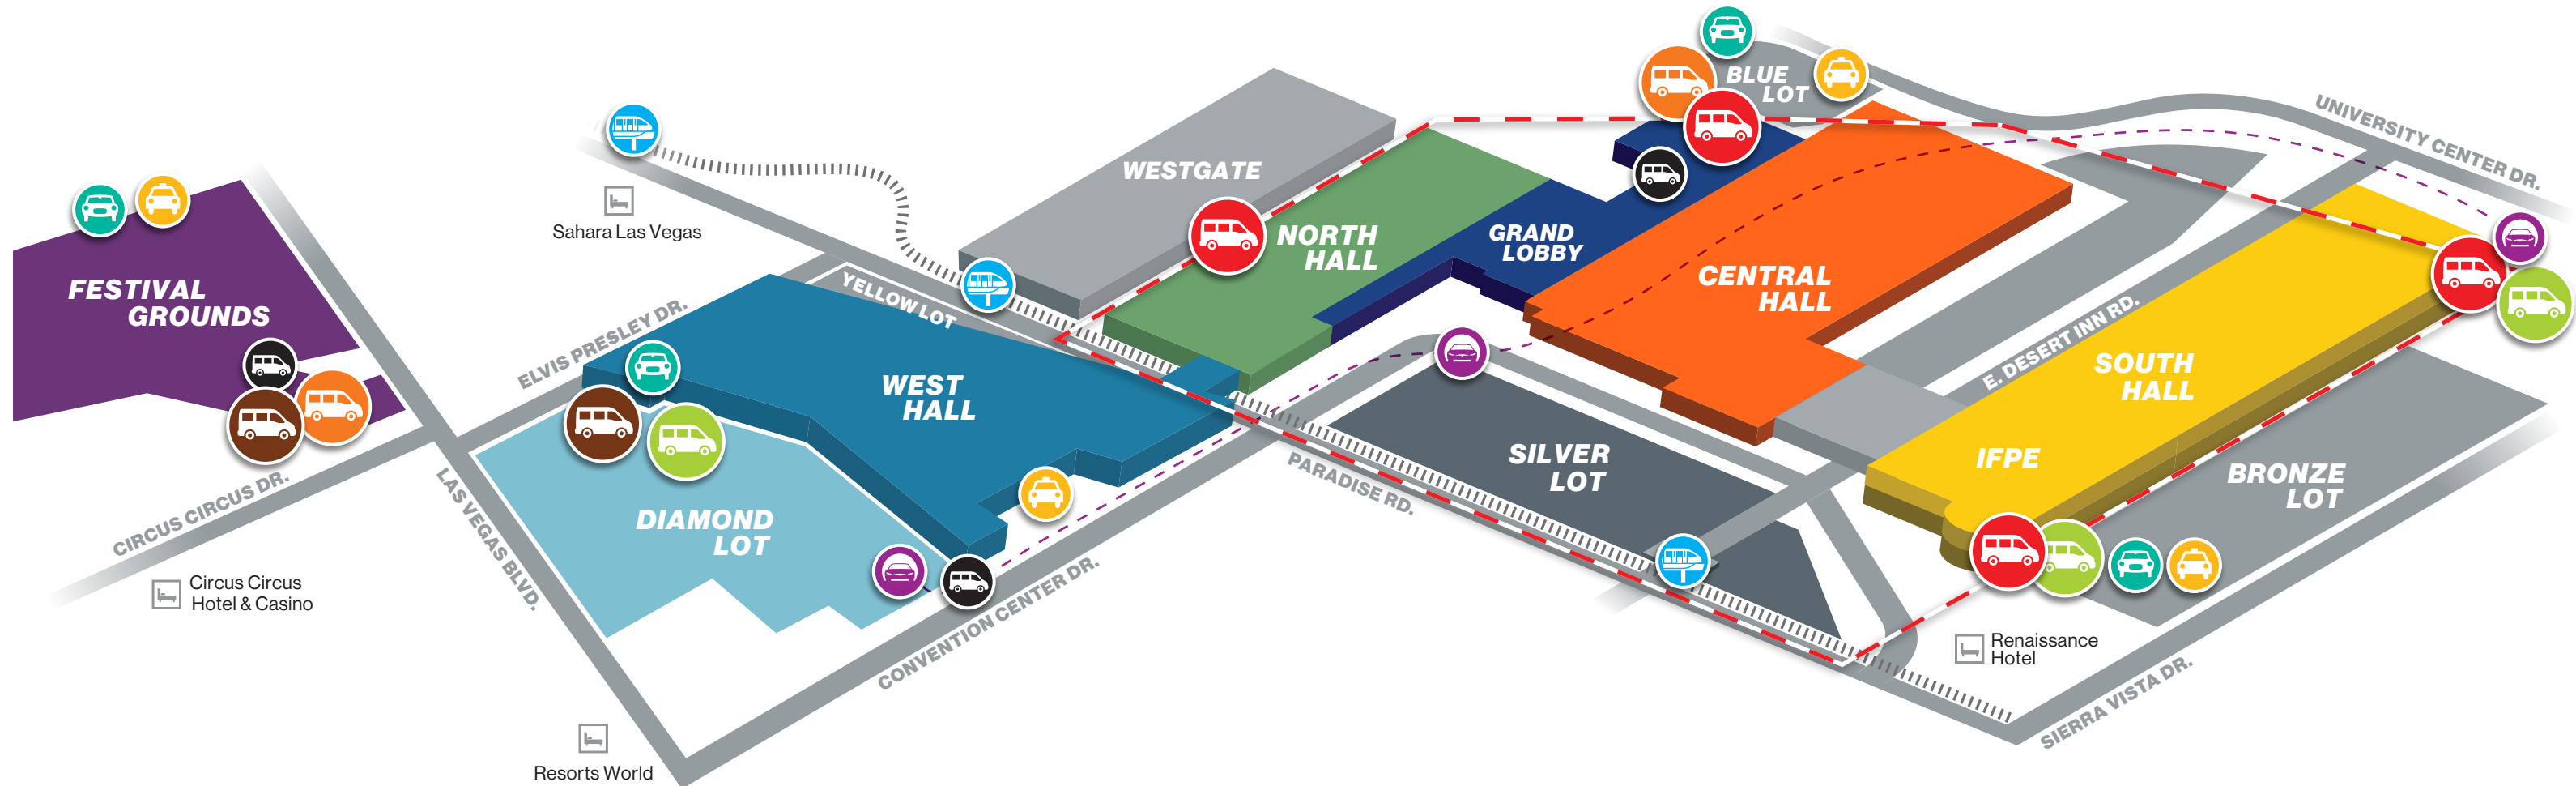 BLUE
LOT
UNIVERSITY CENTER DR.
WESTGATE
Sahara Las Vegas
NORTH
HALL
GRAND
LOBBY
CENTRAL
HALL
FESTIVAL
GROUNDS
YELLOW LOT
ELVIS PRESLEY DR.
E. DESERT INN RD.
WEST
HALL
SOUTH
HALL
IFPE
SILVER
LOT
BRONZE
LOT
PARADISE RD.
DIAMOND
LOT
CIRCUS CIRCUS DR.
LAS VEGAS BLVD.
Circus Circus
Hotel & Casino
CONVENTION CENTER DR.
Renaissance
Hotel
SIERRA VISTA DR.
Resorts World